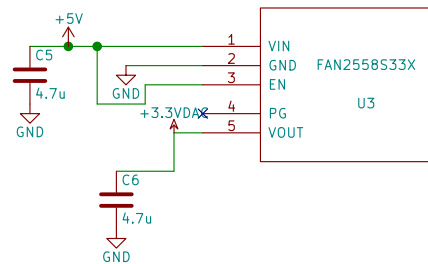 +5V
1 VIN
C5
2 GND
FAN2558S33X
3 EN
4.7u
GND
U3
+3.3VDAC
4 PG
GND
5 VOUT
C6
4.7u
GND